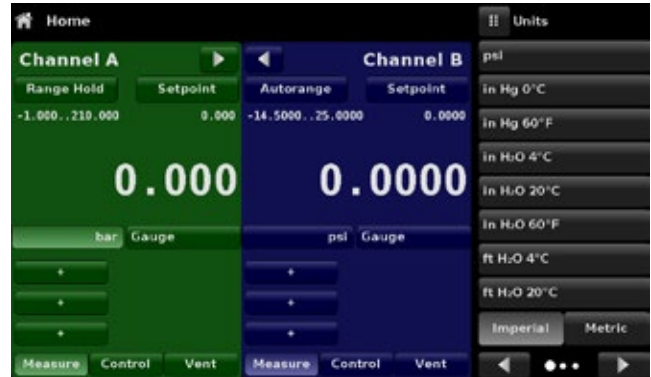 Home
Channel A
Range Hold Setpoint
-1.000..210.000 0.000
0.000
bar Gauge
+
+
+
Measure Control Vent
Channel B
Autorange Setpoint
-14.5000..25.0000 0.0000
0.0000
psi Gauge
+
+
+
Measure Control Vent
Units
psi
in Hg 0°C
in Hg 60°F
in H₂O 4°C
in H₂O 20°C
in H₂O 60°F
ft H₂O 4°C
ft H₂O 20°C
Imperial Metric